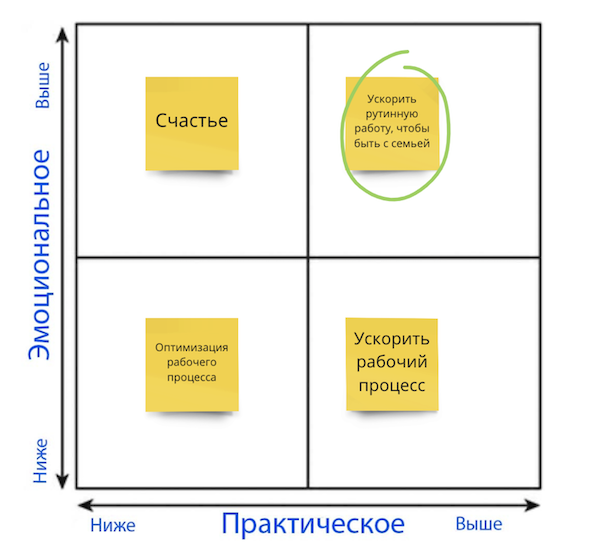 Выше
Счастье
Ускорить
рутинную
работу, чтобы
быть с семьей
Эмоциональное
Оптимизация
рабочего
процесса
Ускорить
рабочий
процесс
Ниже
Ниже
Практическое
Выше